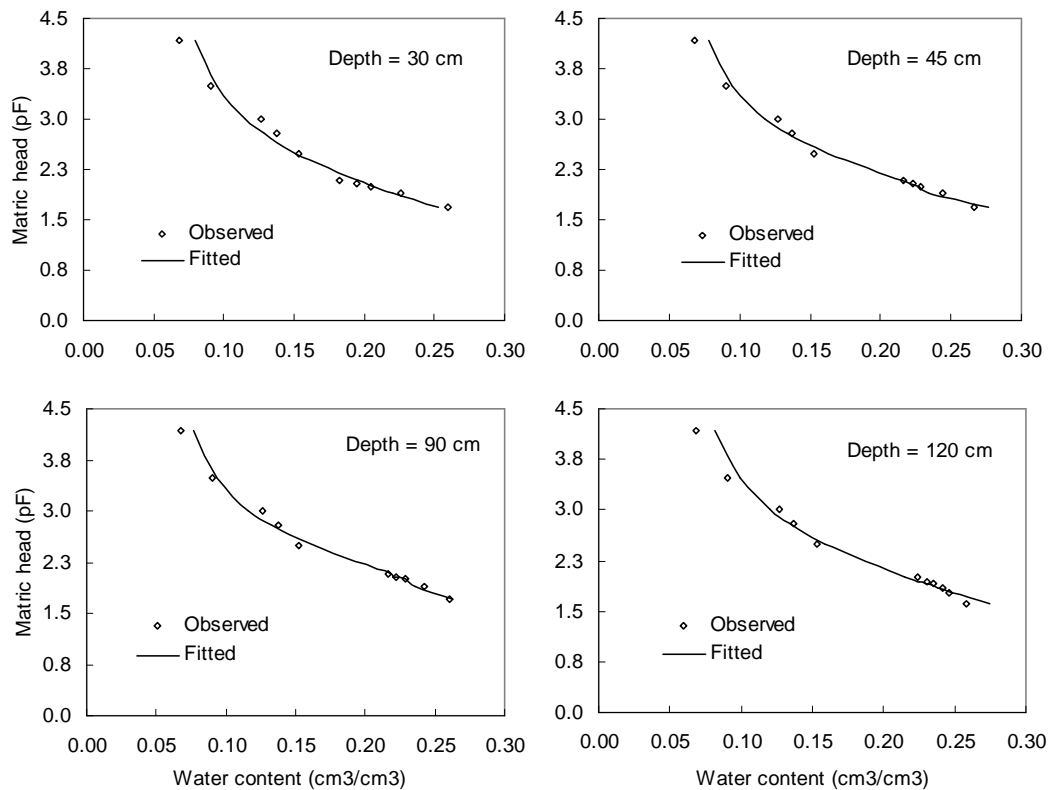 4.5
Depth = 30 cm
3.8
3.0
2.3
1.5
0.8
0.0
Matric head (pF)
Observed
Fitted
0.00 0.05 0.10 0.15 0.20 0.25 0.30
4.5
Depth = 45 cm
3.8
3.0
2.3
1.5
0.8
0.0
Observed
Fitted
0.00 0.05 0.10 0.15 0.20 0.25 0.30
4.5
Depth = 90 cm
3.8
3.0
2.3
1.5
0.8
0.0
Matric head (pF)
Observed
Fitted
0.00 0.05 0.10 0.15 0.20 0.25 0.30
Water content (cm3/cm3)
4.5
Depth = 120 cm
3.8
3.0
2.3
1.5
0.8
0.0
Observed
Fitted
0.00 0.05 0.10 0.15 0.20 0.25 0.30
Water content (cm3/cm3)